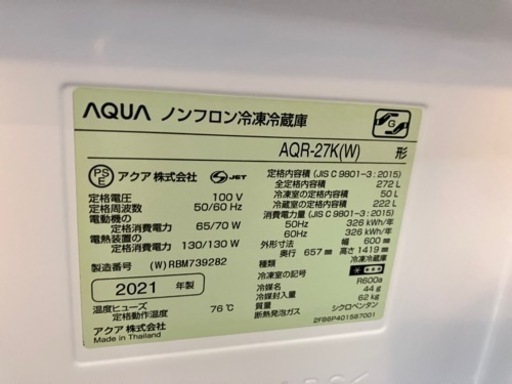 AQUA ノンフロン冷凍冷蔵庫
AQR-27K(W) 形
PS E アクア株式会社 S JET
定格電圧 100 V
定格周波数 50/60 Hz
電動機の
定格消費電力 65/70 W
電熱装置の
定格消費電力 130/130 W
製造番号 (W)RBM739282
2021 年製
温度ヒューズ
定格動作温度 76℃
アクア株式会社
Made in Thailand
定格内容積 (JIS C 9801-3:2015)
全定格内容積 272 L
冷凍室の定格内容積 50 L
冷蔵室の定格内容積 222 L
消費電力量 (JIS C 9801-3:2015)
50Hz 326 kWh/年
60Hz 326 kWh/年
外形寸法 幅 600 mm
奥行 657 mm 高さ 1419 mm
種類 冷凍冷蔵庫
冷凍室の記号
冷媒名 R600a
冷媒封入量 44 g
質量 62 kg
断熱発泡ガス シクロペンタン
2FB6P401587001
G